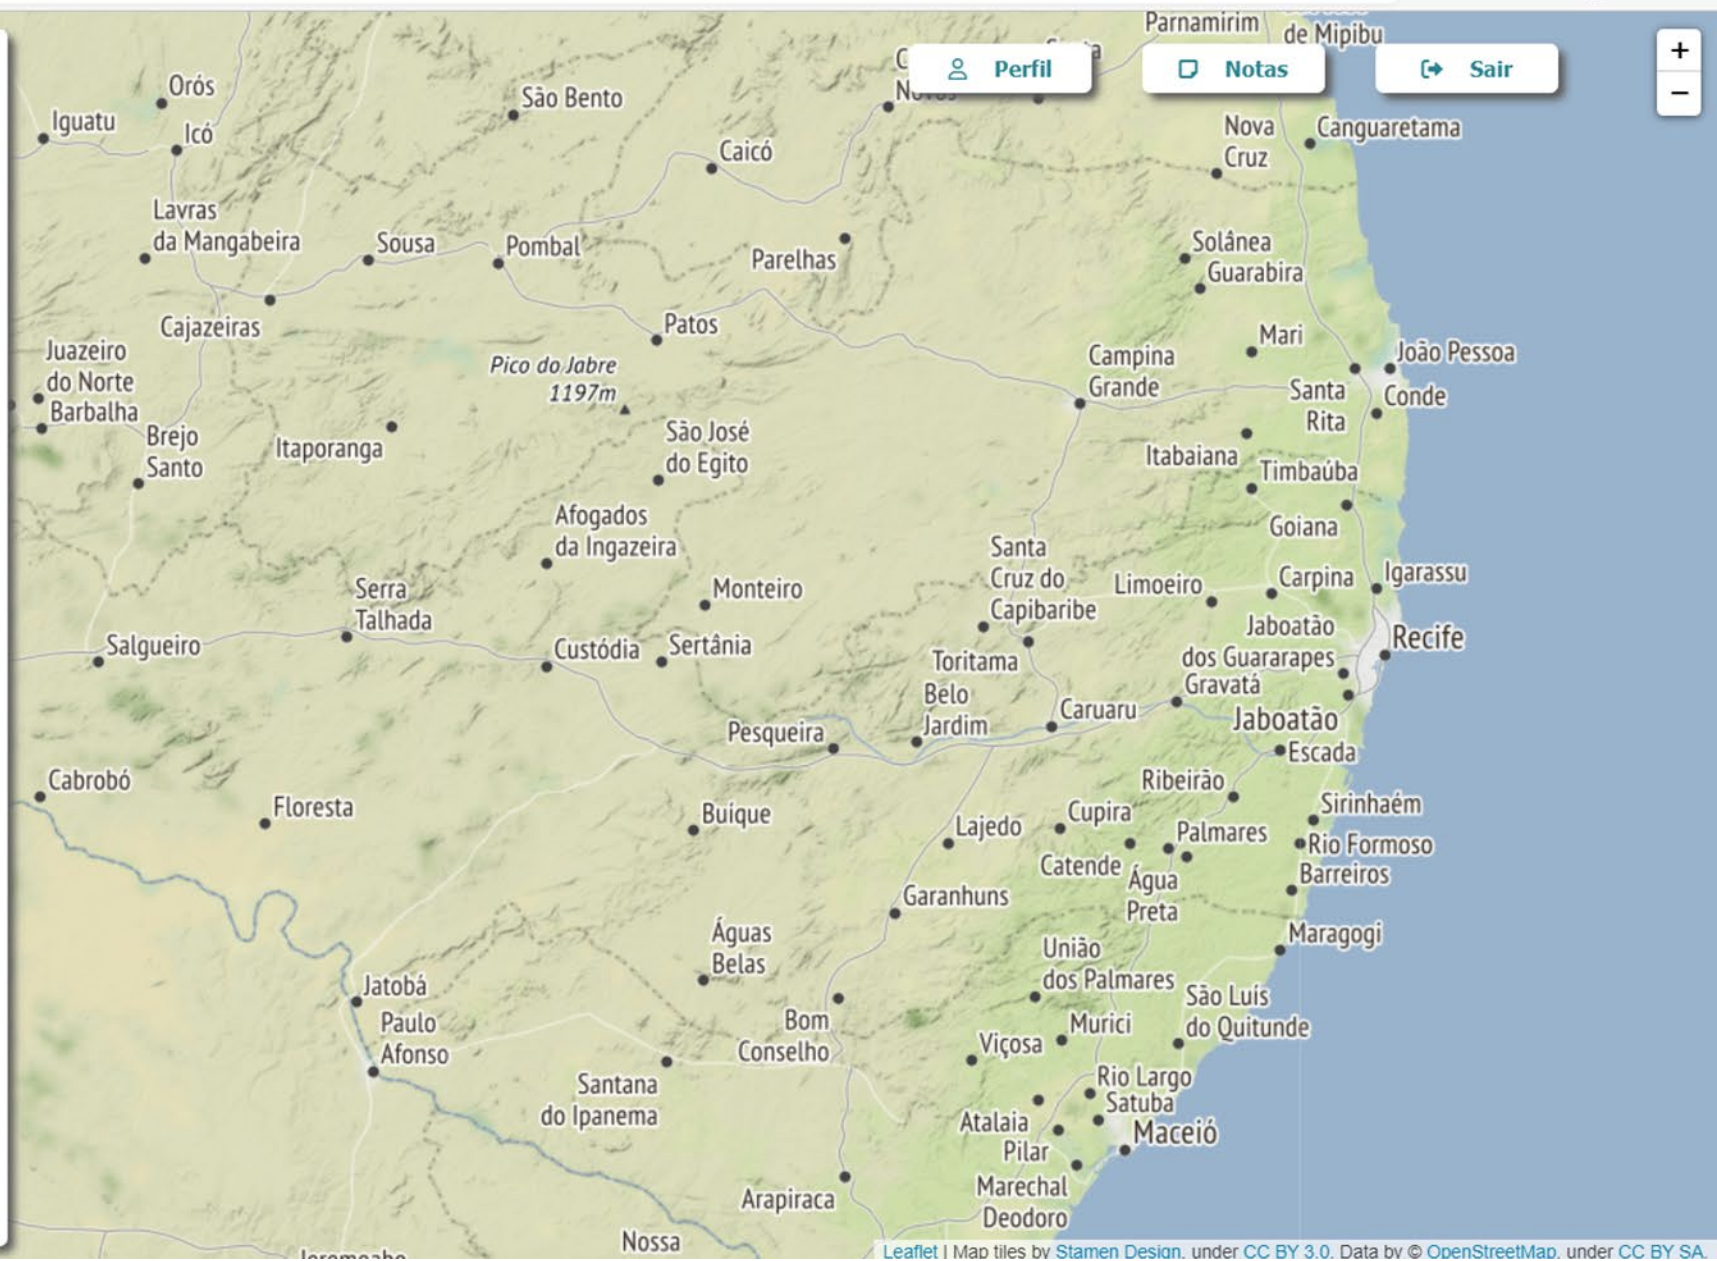 Parnamirim
de Mipibu
Perfil
Notas
Sair
+
−
Orós
São Bento
Iguatu
Icó
Novos
Nova
Cruz
Canguaretama
Caicó
Lavras
da Mangabeira
Sousa
Pombal
Parelhas
Solânea
Guarabira
Cajazeiras
Patos
Mari
João Pessoa
Juazeiro
do Norte
Barbalha
Pico do Jabre
1197m
Campina
Grande
Santa
Rita
Conde
Brejo
Santo
Itaporanga
São José
do Egito
Itabaiana
Timbaúba
Afogados
da Ingazeira
Goiana
Santa
Cruz do
Capibaribe
Serra
Talhada
Monteiro
Limoeiro
Carpina
Igarassu
Salgueiro
Custódia
Sertânia
Toritama
Jaboatão
dos Guararapes
Recife
Gravatá
Belo
Jardim
Caruaru
Jaboatão
Pesqueira
Escada
Cabrobó
Floresta
Buíque
Lajedo
Cupira
Ribeirão
Sirinhaém
Palmares
Rio Formoso
Catende
Água
Preta
Barreiros
Garanhuns
Águas
Belas
União
dos Palmares
Maragogi
Jatobá
Paulo
Afonso
Bom
Conselho
São Luís
do Quitunde
Murici
Viçosa
Santana
do Ipanema
Rio Largo
Satuba
Atalaia
Pilar
Maceió
Arapiraca
Marechal
Deodoro
Nossa
Jeremoabo
Leaflet | Map tiles by Stamen Design, under CC BY 3.0. Data by © OpenStreetMap, under CC BY SA.